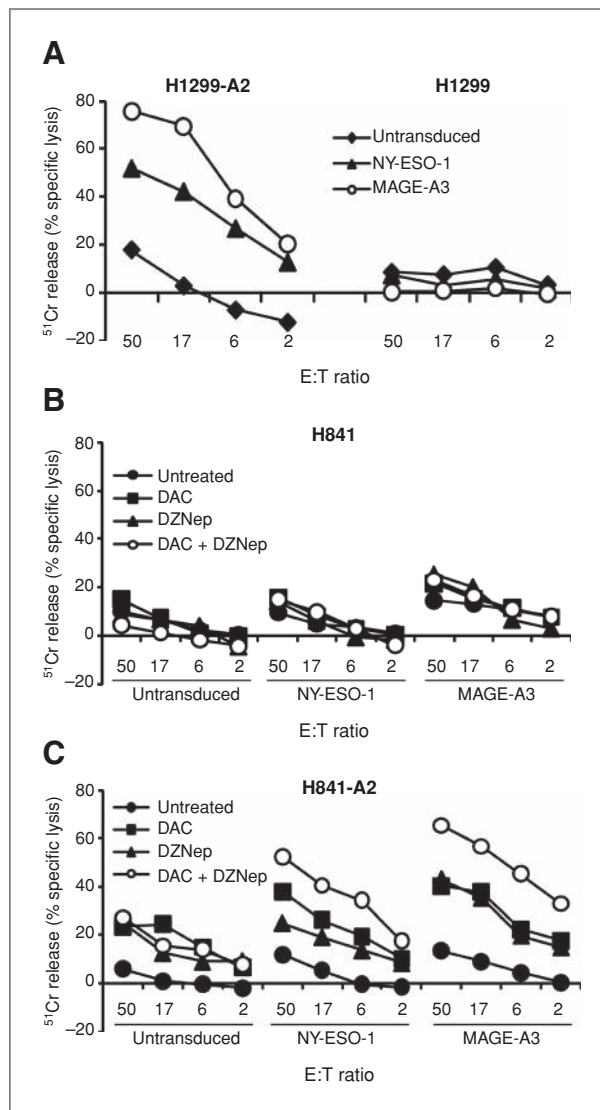 A
H1299-A2 H1299
80
60
40
20
0
–20
51Cr release (% specific lysis)
Untransduced
NY-ESO-1
MAGE-A3
50 17 6 2 50 17 6 2
E:T ratio
B
H841
80
60
40
20
0
–20
51Cr release (% specific lysis)
Untreated
DAC
DZNep
DAC + DZNep
50 17 6 2 50 17 6 2 50 17 6 2
Untransduced NY-ESO-1 MAGE-A3
E:T ratio
C
H841-A2
80
60
40
20
0
–20
51Cr release (% specific lysis)
Untreated
DAC
DZNep
DAC + DZNep
50 17 6 2 50 17 6 2 50 17 6 2
Untransduced NY-ESO-1 MAGE-A3
E:T ratio